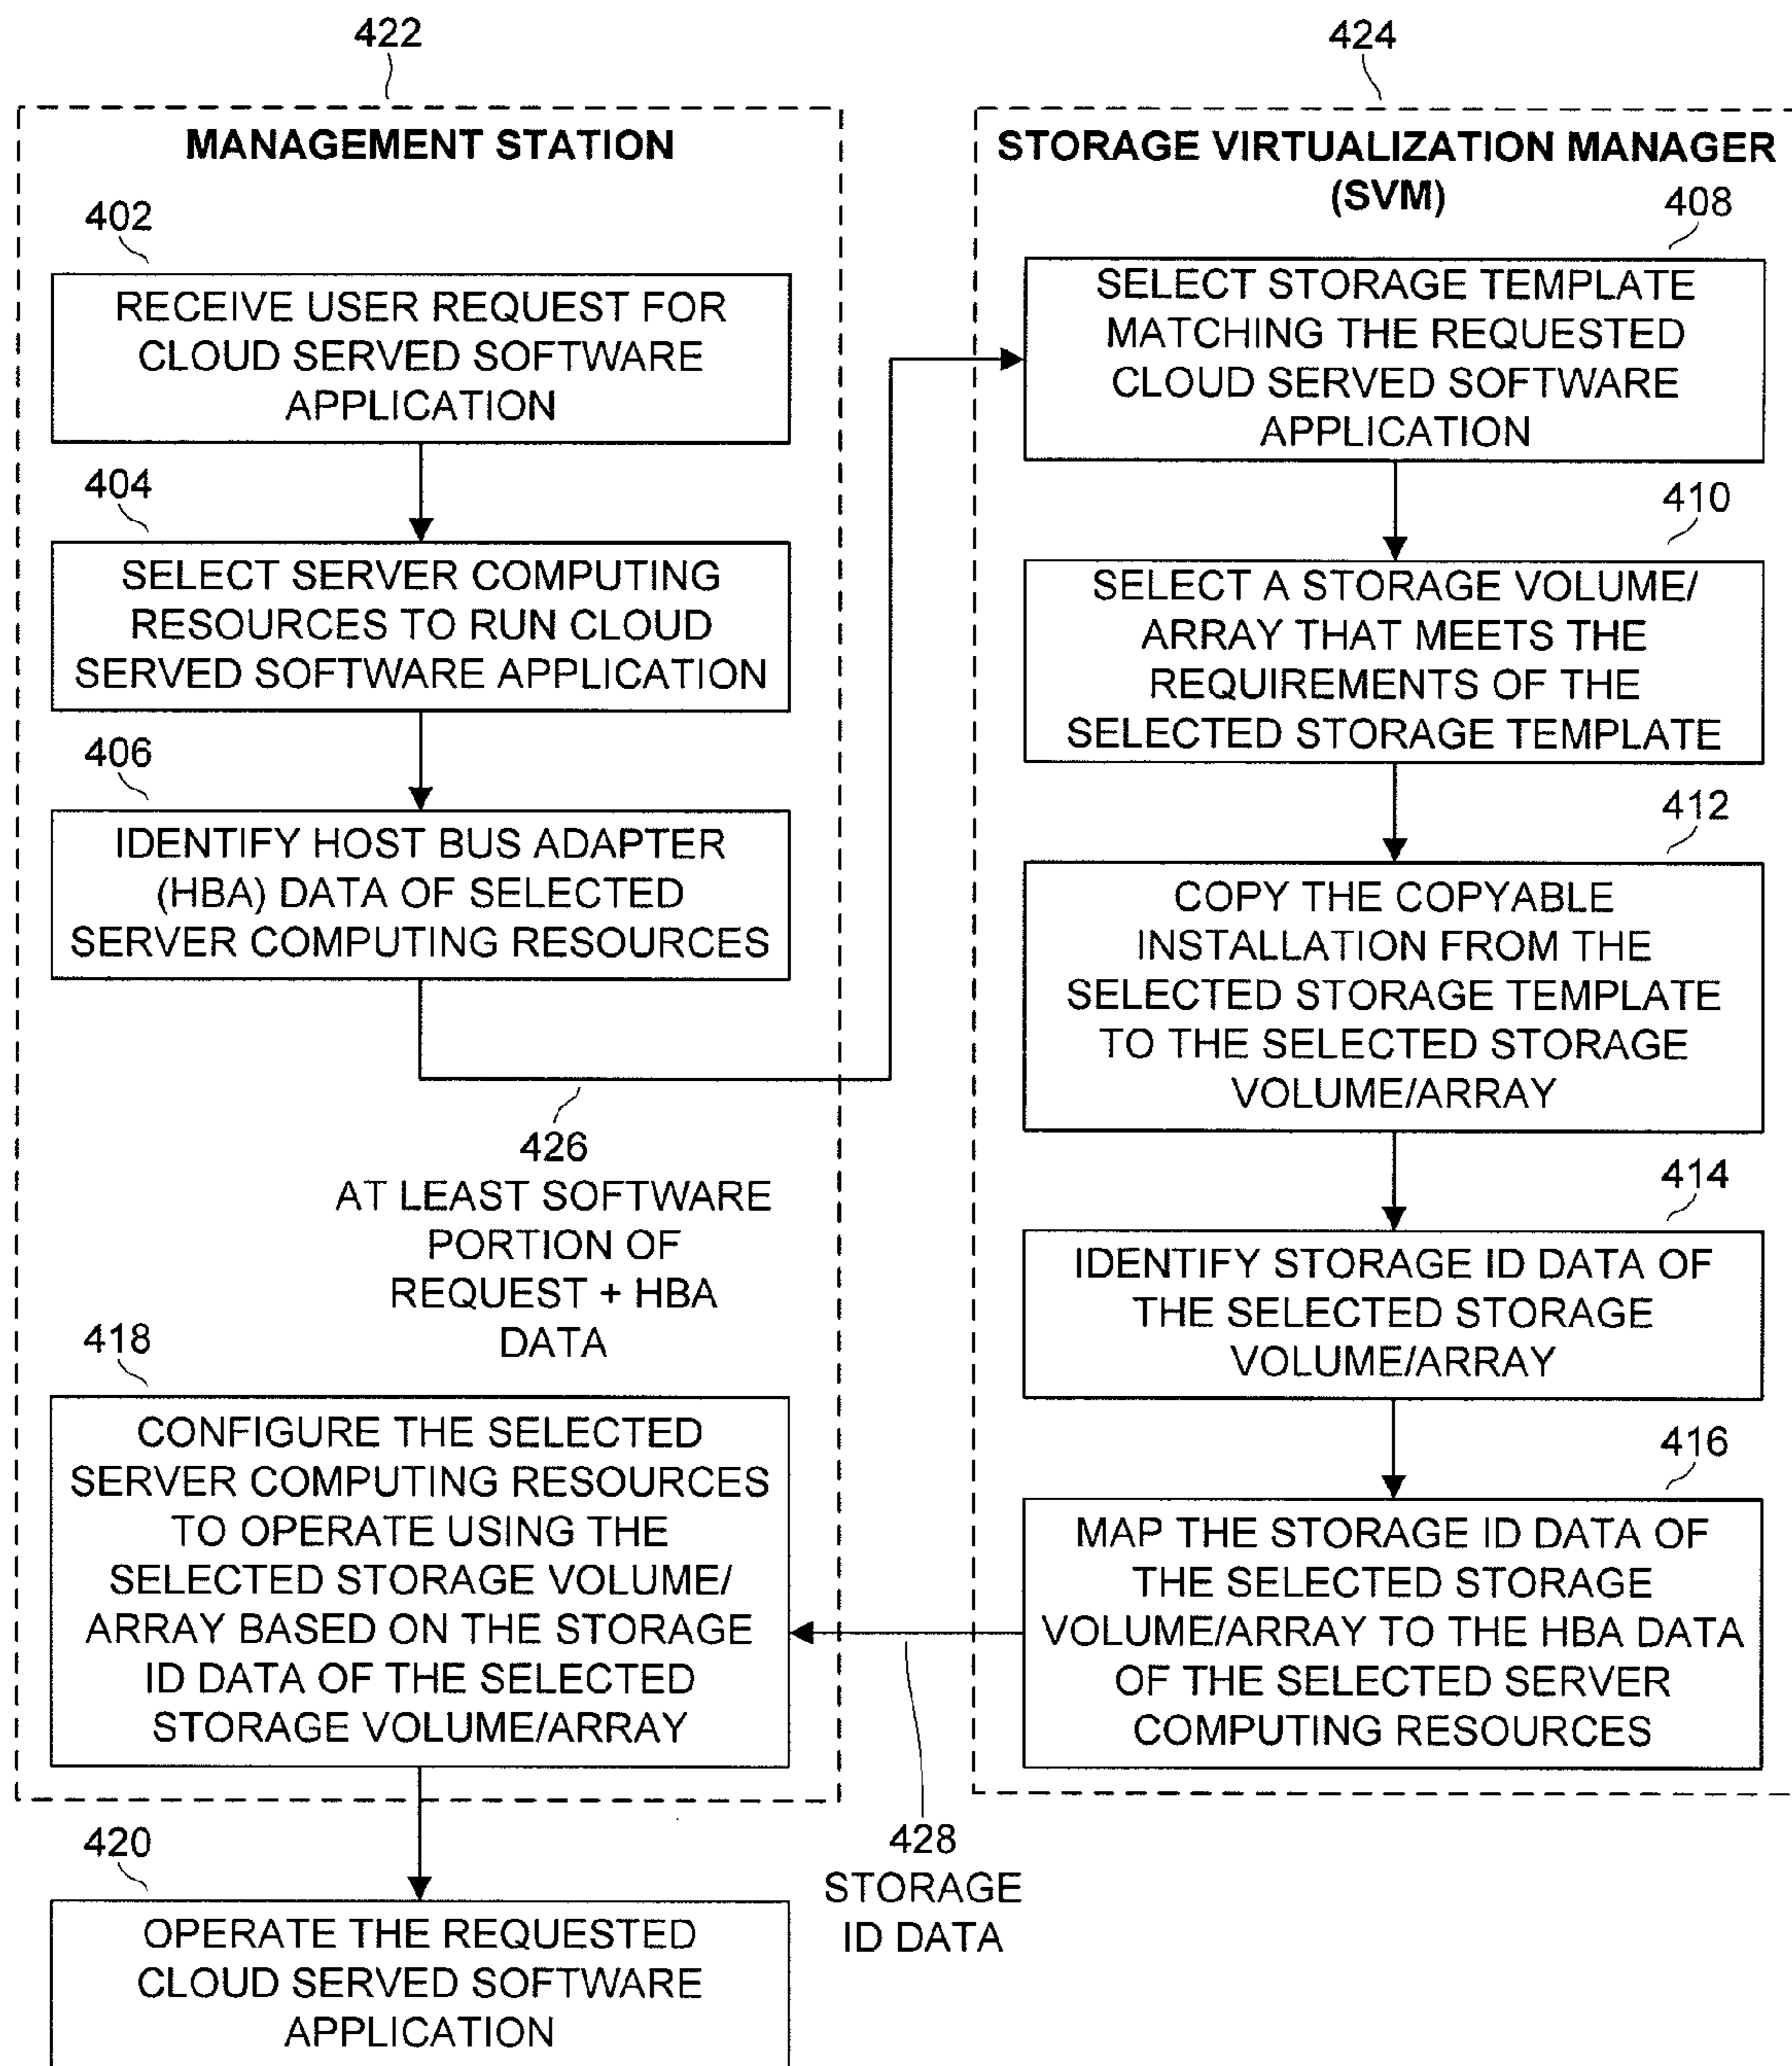 422
MANAGEMENT STATION
402
RECEIVE USER REQUEST FOR
CLOUD SERVED SOFTWARE
APPLICATION
404
SELECT SERVER COMPUTING
RESOURCES TO RUN CLOUD
SERVED SOFTWARE APPLICATION
406
IDENTIFY HOST BUS ADAPTER
(HBA) DATA OF SELECTED
SERVER COMPUTING RESOURCES
426
AT LEAST SOFTWARE
PORTION OF
REQUEST + HBA
DATA
424
STORAGE VIRTUALIZATION MANAGER
(SVM)
408
SELECT STORAGE TEMPLATE
MATCHING THE REQUESTED
CLOUD SERVED SOFTWARE
APPLICATION
410
SELECT A STORAGE VOLUME/
ARRAY THAT MEETS THE
REQUIREMENTS OF THE
SELECTED STORAGE TEMPLATE
412
COPY THE COPYABLE
INSTALLATION FROM THE
SELECTED STORAGE TEMPLATE
TO THE SELECTED STORAGE
VOLUME/ARRAY
414
IDENTIFY STORAGE ID DATA OF
THE SELECTED STORAGE
VOLUME/ARRAY
416
MAP THE STORAGE ID DATA OF
THE SELECTED STORAGE
VOLUME/ARRAY TO THE HBA DATA
OF THE SELECTED SERVER
COMPUTING RESOURCES
428
STORAGE
ID DATA
418
CONFIGURE THE SELECTED
SERVER COMPUTING RESOURCES
TO OPERATE USING THE
SELECTED STORAGE VOLUME/
ARRAY BASED ON THE STORAGE
ID DATA OF THE SELECTED
STORAGE VOLUME/ARRAY
420
OPERATE THE REQUESTED
CLOUD SERVED SOFTWARE
APPLICATION